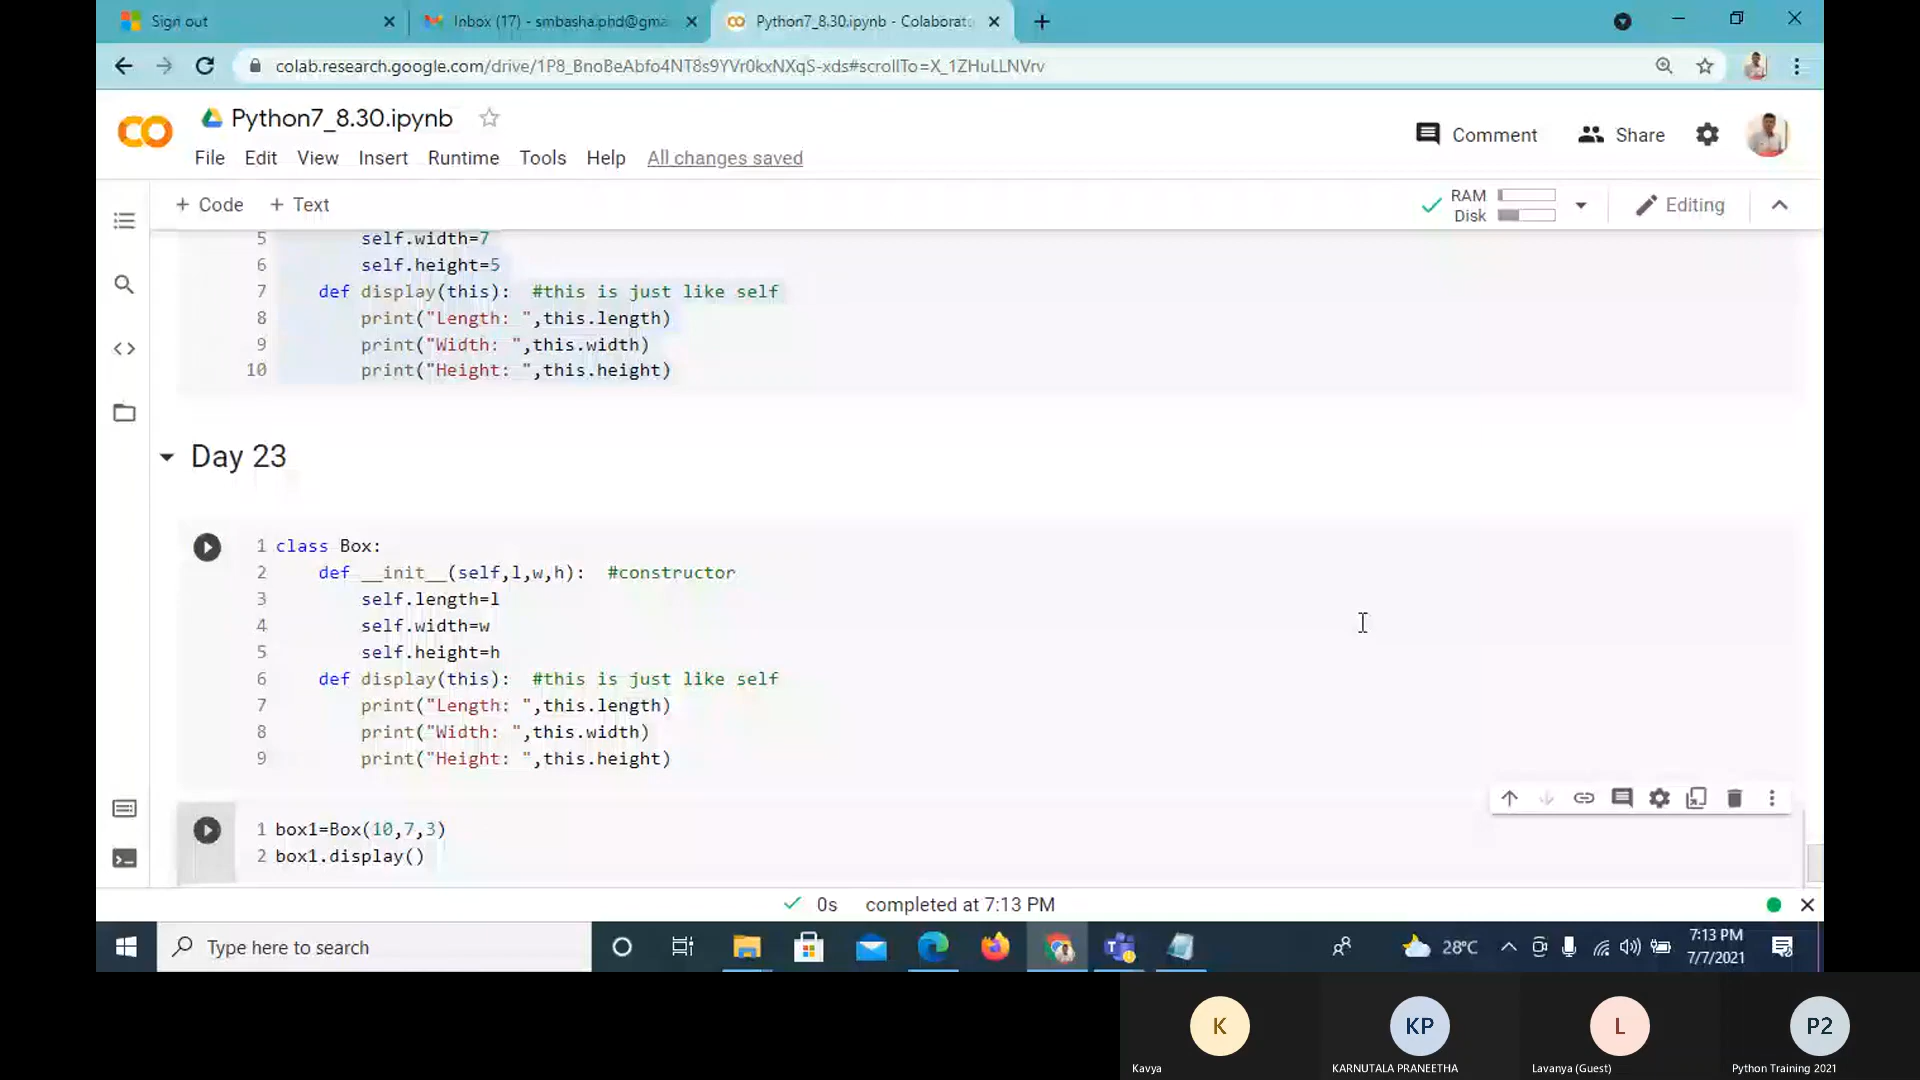 Sign out
Inbox (17) - smbasha.phd@gma
Python7_8.30.ipynb - Colaborato
colab.research.google.com/drive/1P8_BnoBeAbfo4NT8s9YVr0kxNXqS-xds#scrollTo=X_1ZHuLLNVrv
CO
Python7_8.30.ipynb
Comment
Share
File Edit View Insert Runtime Tools Help All changes saved
+ Code + Text
RAM
Disk
Editing
5 self.width=7
6 self.height=5
7 def display(this): #this is just like self
8 print("Length: ",this.length)
9 print("Width: ",this.width)
10 print("Height: ",this.height)
Day 23
1 class Box:
2 def __init__(self,l,w,h): #constructor
3 self.length=l
4 self.width=w
5 self.height=h
6 def display(this): #this is just like self
7 print("Length: ",this.length)
8 print("Width: ",this.width)
9 print("Height: ",this.height)
1 box1=Box(10,7,3)
2 box1.display()
0s completed at 7:13 PM
Type here to search
28°C
7:13 PM
7/7/2021
K
KP
L
P2
Kavya
KARNUTALA PRANEETHA
Lavanya (Guest)
Python Training 2021